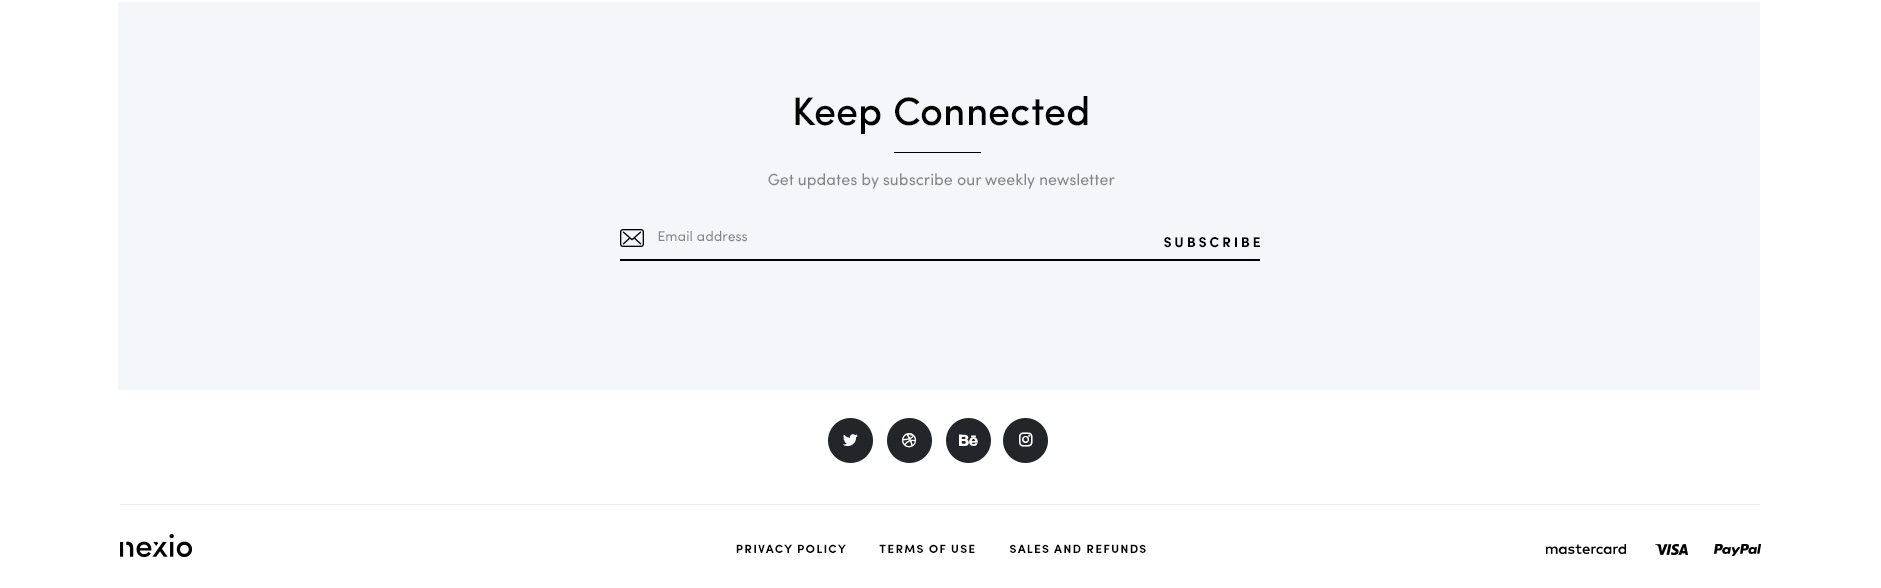 Keep Connected
Get updates by subscribe our weekly newsletter
Email address
SUBSCRIBE
Bē
nexio
PRIVACY POLICY
TERMS OF USE
SALES AND REFUNDS
mastercard
VISA
PayPal